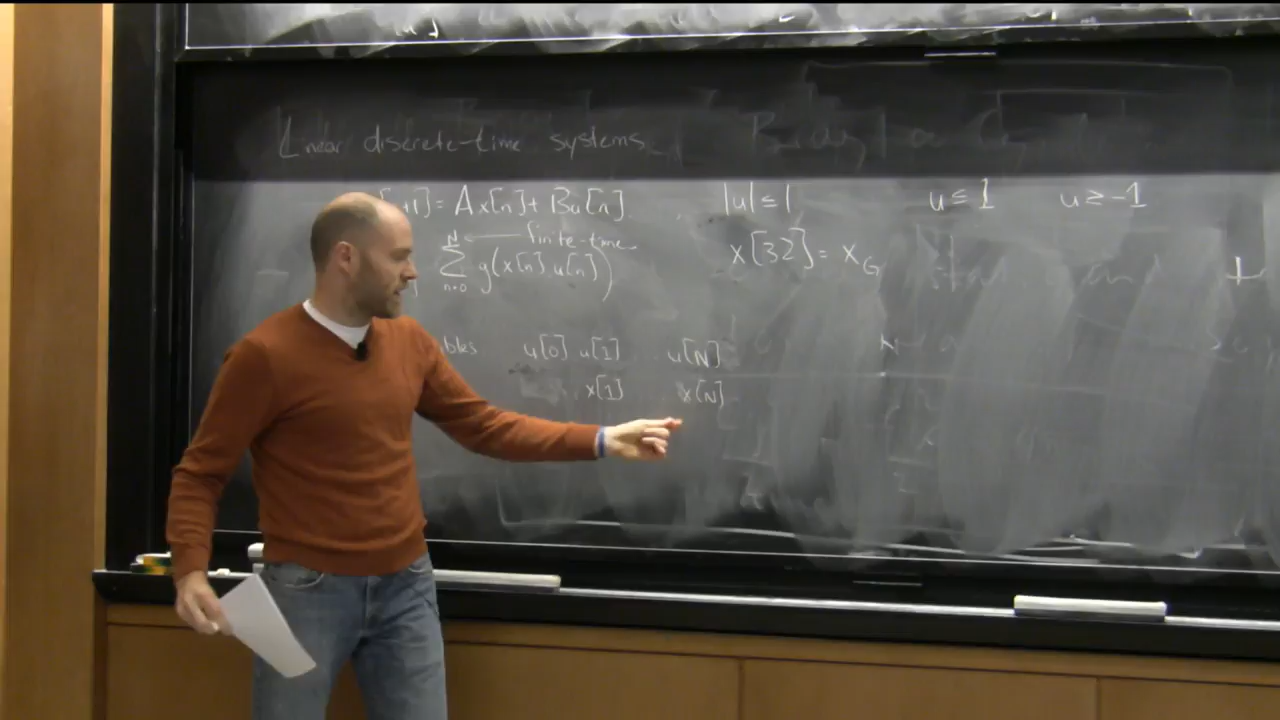 Linear discrete-time systems
+1] = Ax[n] + Bu[n] |u| ≤ 1 u ≤ 1 u ≥ -1
N ← finite-time
∑ g(x[n], u[n]) x[32] = x_G
n=0
bles u[0] u[1] u[N]
x[1] x[N]